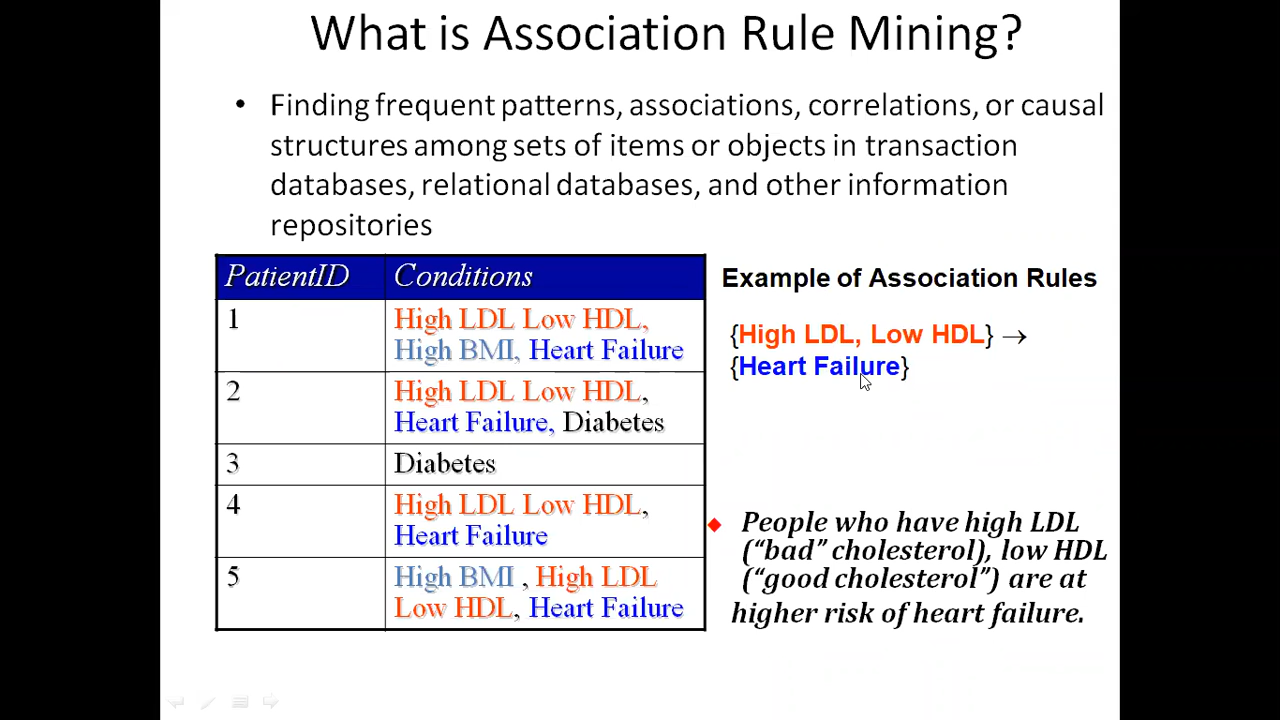 What is Association Rule Mining?
• Finding frequent patterns, associations, correlations, or causal
structures among sets of items or objects in transaction
databases, relational databases, and other information
repositories
PatientID Conditions
1 High LDL Low HDL,
High BMI, Heart Failure
2 High LDL Low HDL,
Heart Failure, Diabetes
3 Diabetes
4 High LDL Low HDL,
Heart Failure
5 High BMI , High LDL
Low HDL, Heart Failure
Example of Association Rules
{High LDL, Low HDL} →
{Heart Failure}
People who have high LDL
(“bad” cholesterol), low HDL
(“good cholesterol”) are at
higher risk of heart failure.